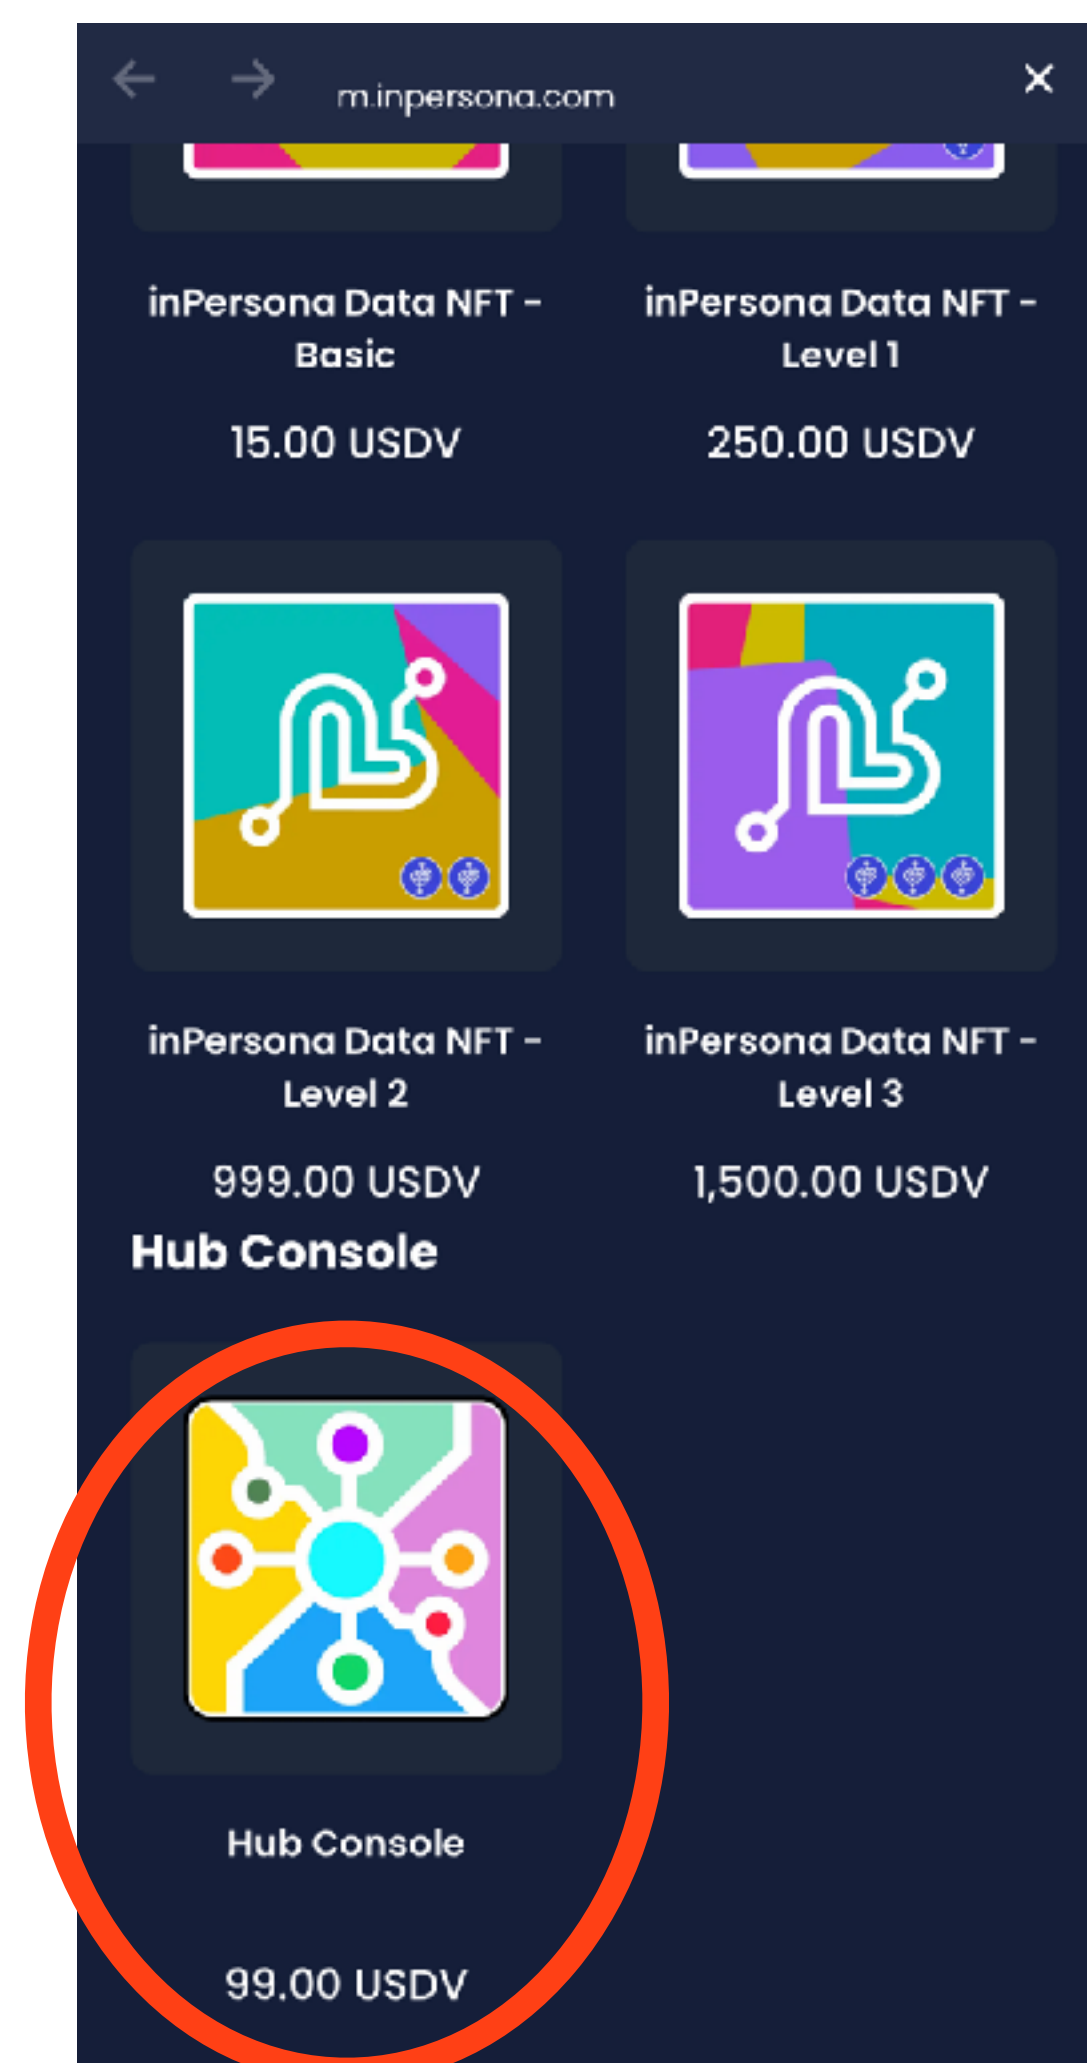 m.inpersona.com
inPersona Data NFT -
Basic
15.00 USDV
inPersona Data NFT -
Level 1
250.00 USDV
inPersona Data NFT -
Level 2
999.00 USDV
inPersona Data NFT -
Level 3
1,500.00 USDV
Hub Console
Hub Console
99.00 USDV